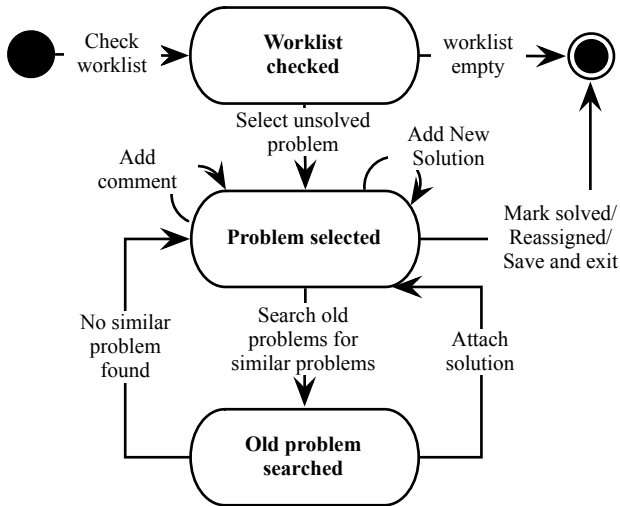 Check
worklist
Worklist
checked
worklist
empty
Select unsolved
problem
Add
comment
Add New
Solution
Problem selected
Mark solved/
Reassigned/
Save and exit
No similar
problem
found
Search old
problems for
similar problems
Attach
solution
Old problem
searched